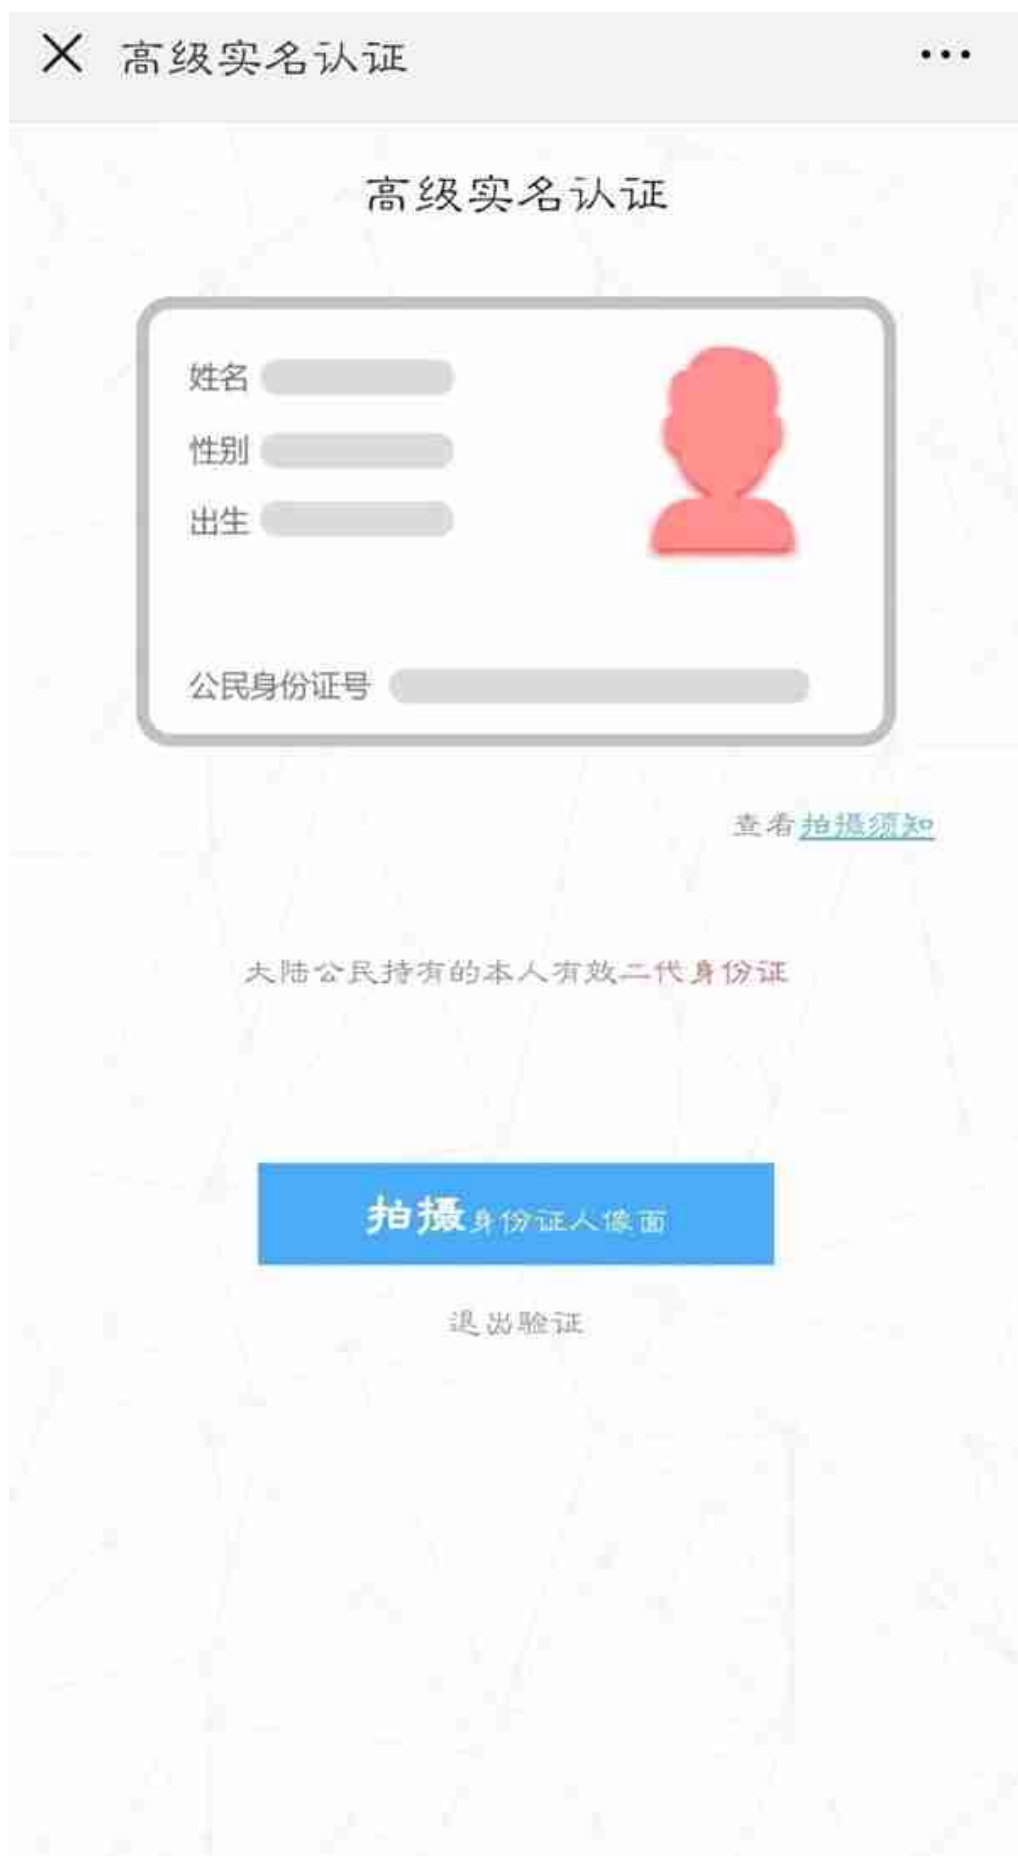 高级实名认证
高级实名认证
姓名
性别
出生
公民身份证号
查看拍摄须知
大陆公民持有的本人有效二代身份证
拍摄身份证人像面
退出验证